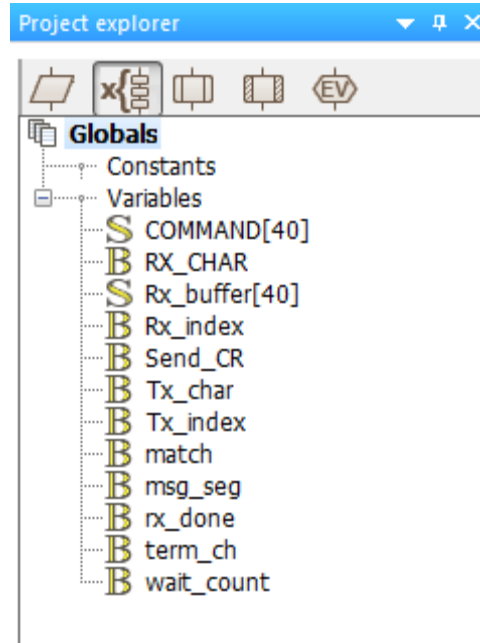 Project explorer
x{ EV
Globals
Constants
Variables
S COMMAND[40]
B RX_CHAR
S Rx_buffer[40]
B Rx_index
B Send_CR
B Tx_char
B Tx_index
B match
B msg_seg
B rx_done
B term_ch
B wait_count